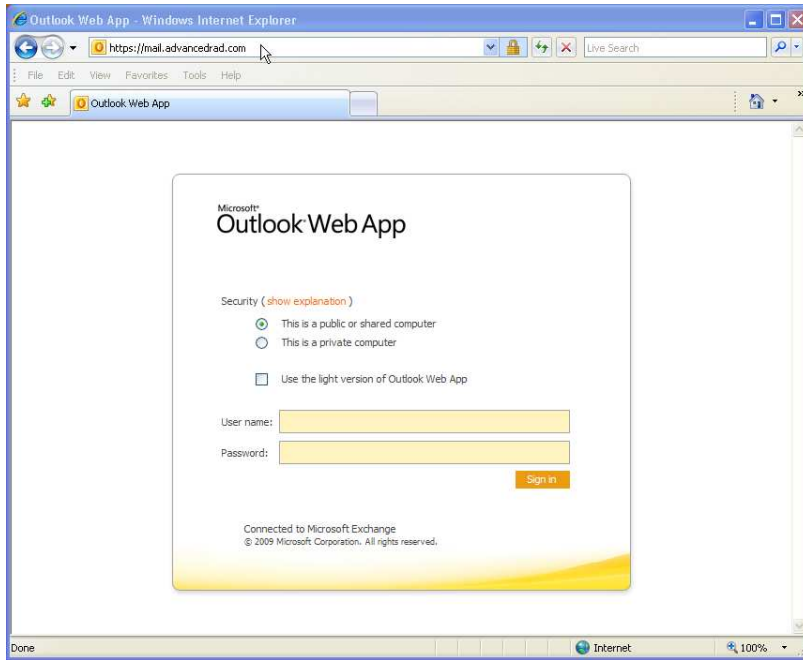 Outlook Web App - Windows Internet Explorer
https://mail.advancedrad.com
Live Search
File Edit View Favorites Tools Help
Outlook Web App
»
Microsoft®
Outlook Web App
Security ( show explanation )
This is a public or shared computer
This is a private computer
Use the light version of Outlook Web App
User name:
Password:
Sign in
Connected to Microsoft Exchange
© 2009 Microsoft Corporation. All rights reserved.
Done
Internet
100%